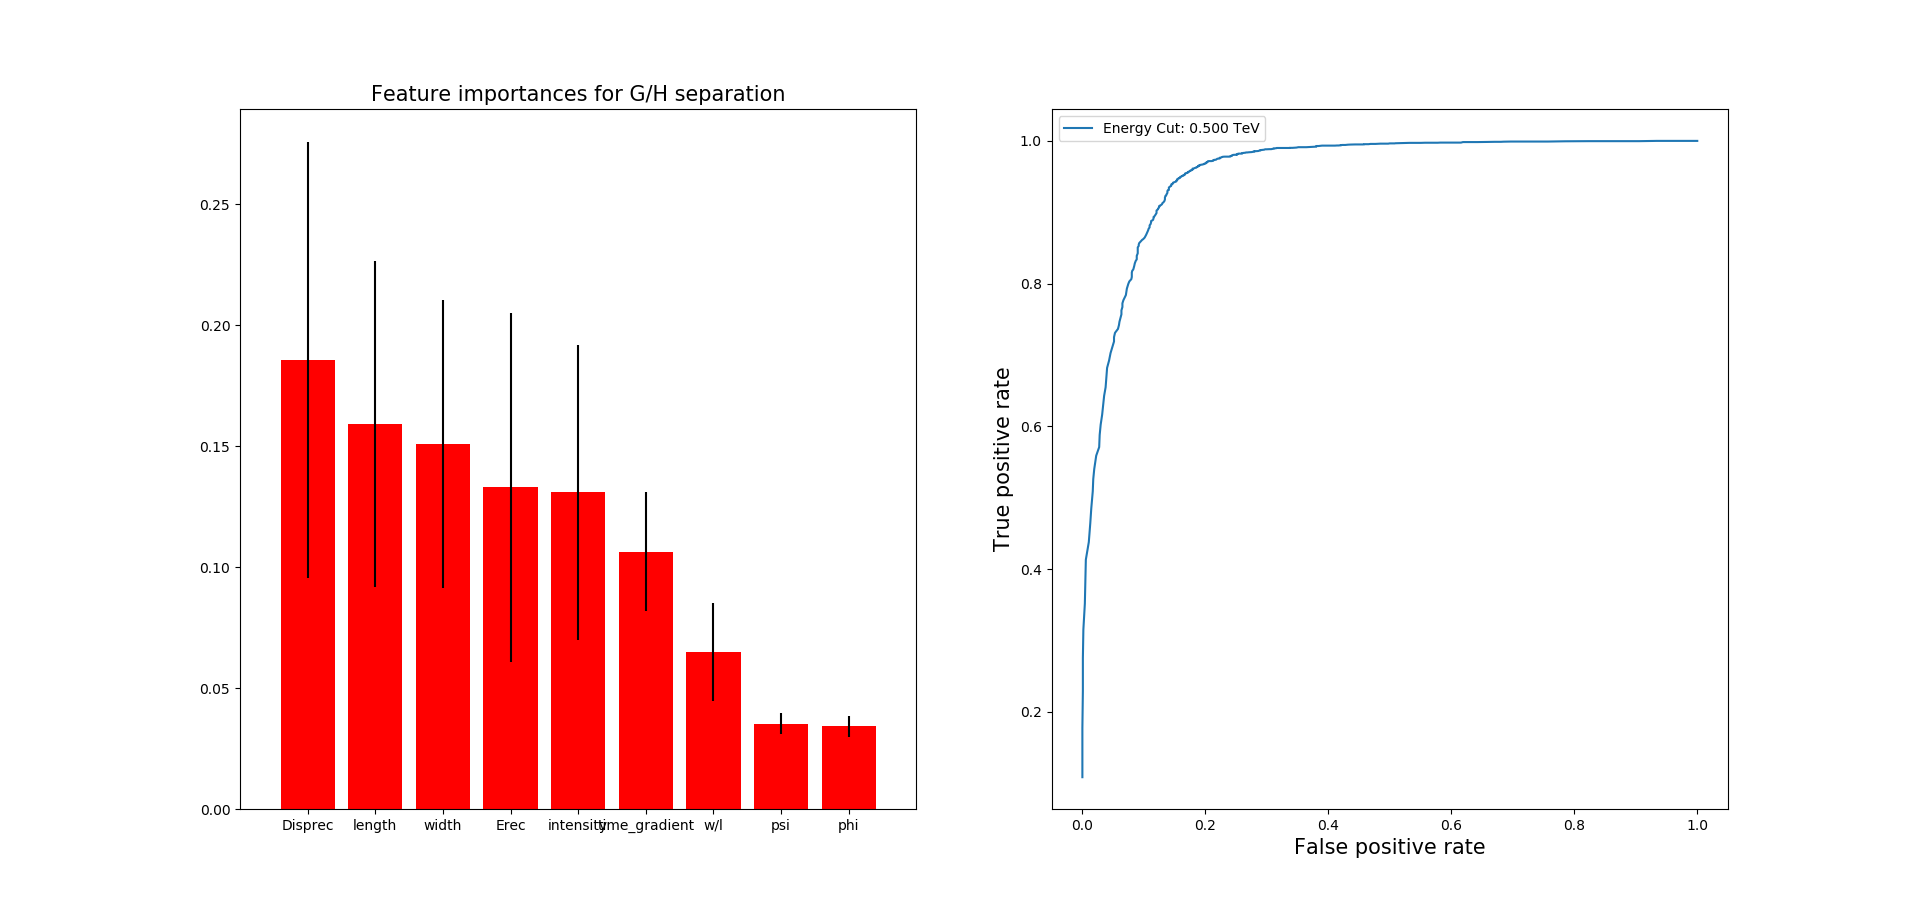 Feature importances for G/H separation
0.25
0.20
0.15
0.10
0.05
0.00
Disprec length width Erec intensity time_gradient w/l psi phi
Energy Cut: 0.500 TeV
1.0
0.8
0.6
0.4
0.2
True positive rate
0.0 0.2 0.4 0.6 0.8 1.0
False positive rate